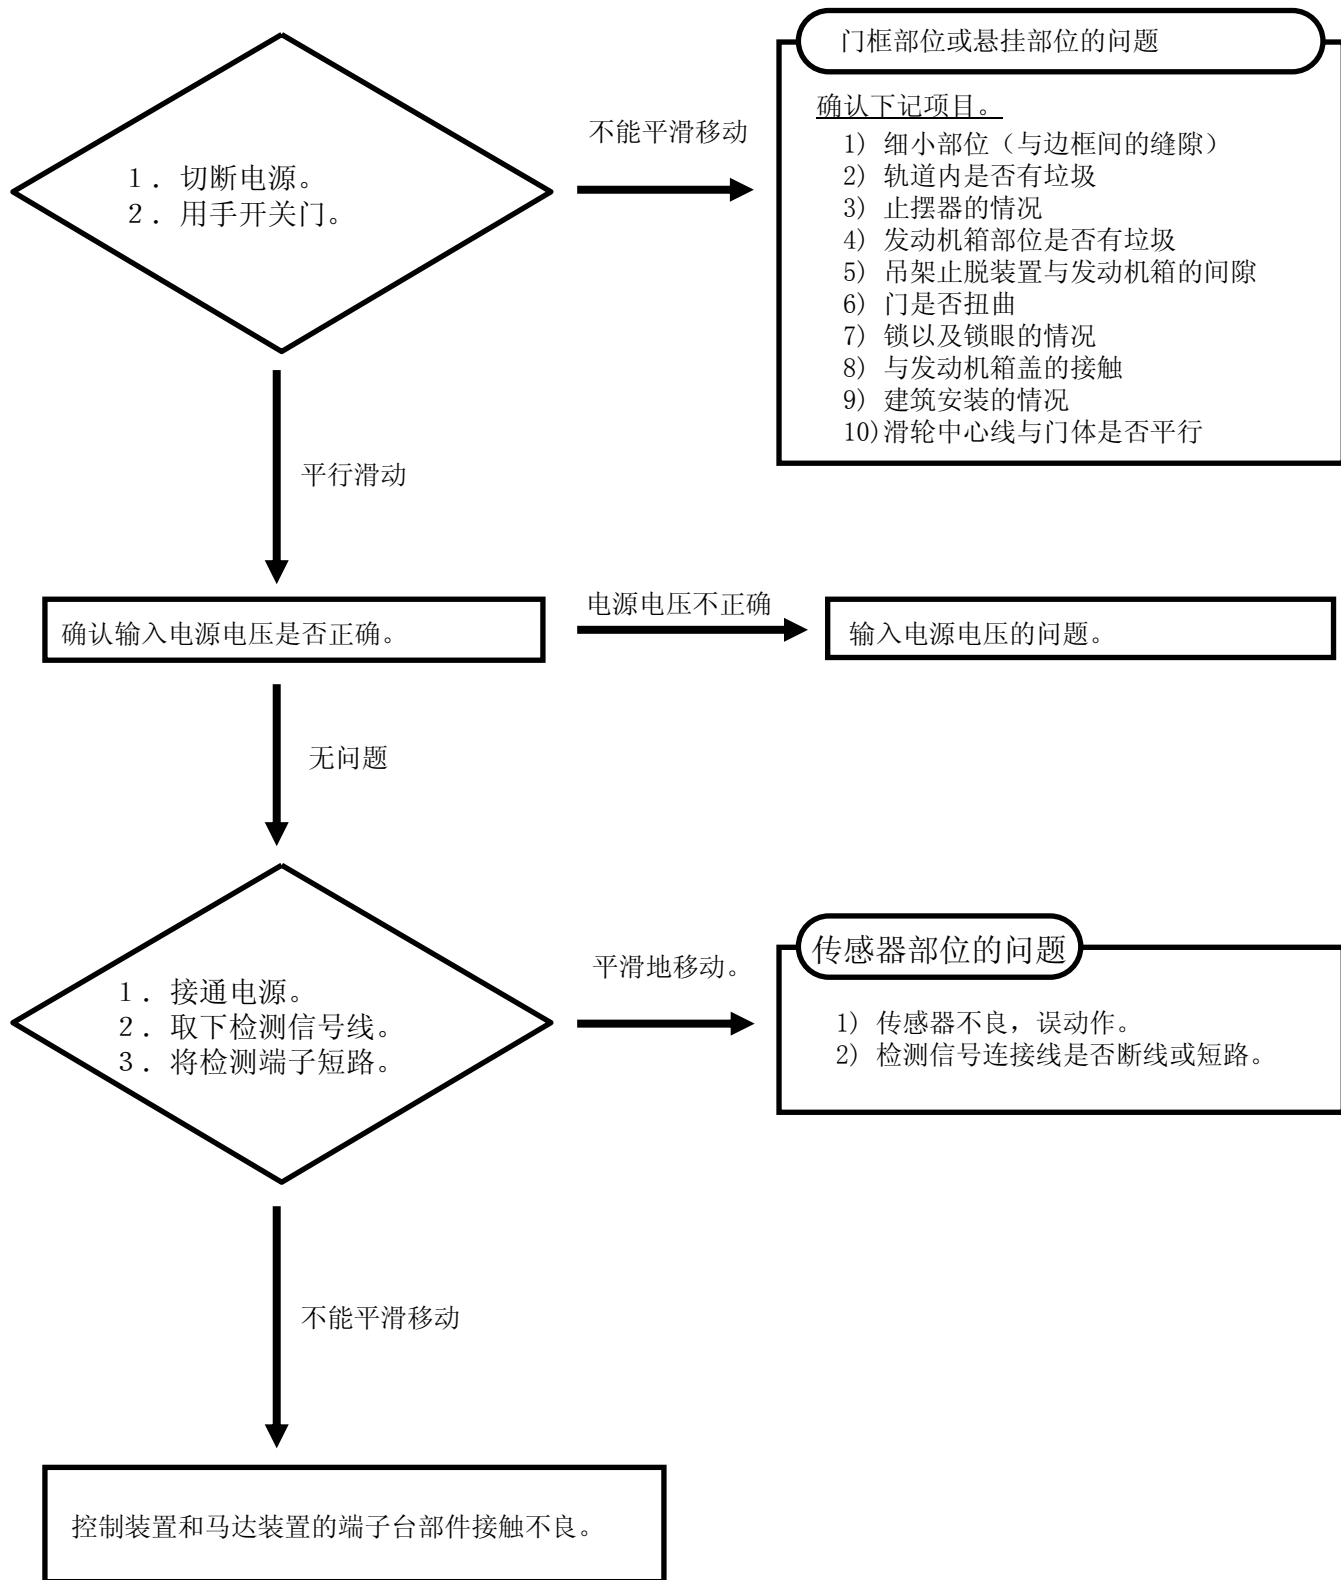 门框部位或悬挂部位的问题
确认下记项目。
不能平滑移动
1) 细小部位（与边框间的缝隙）
2) 轨道内是否有垃圾
3) 止摆器的情况
4) 发动机箱部位是否有垃圾
5) 吊架止脱装置与发动机箱的间隙
6) 门是否扭曲
7) 锁以及锁眼的情况
8) 与发动机箱盖的接触
9) 建筑安装的情况
10)滑轮中心线与门体是否平行
１．切断电源。
２．用手开关门。
平行滑动
确认输入电源电压是否正确。
电源电压不正确
输入电源电压的问题。
无问题
１．接通电源。
２．取下检测信号线。
３．将检测端子短路。
平滑地移动。
传感器部位的问题
1) 传感器不良，误动作。
2) 检测信号连接线是否断线或短路。
不能平滑移动
控制装置和马达装置的端子台部件接触不良。